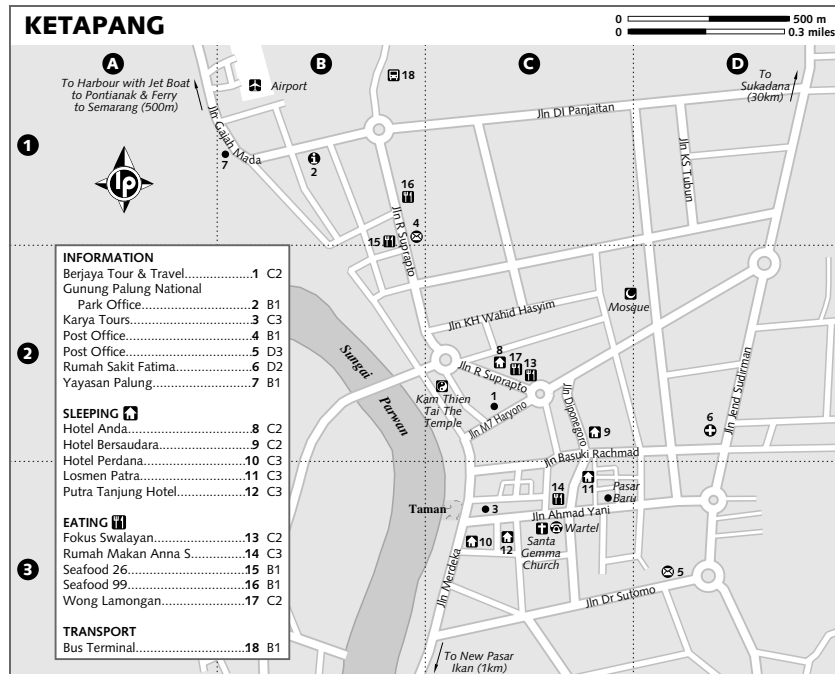 KETAPANG
0 500 m
0 0.3 miles
A
B
C
D
To Harbour with Jet Boat
to Pontianak & Ferry
to Semarang (500m)
Airport
18
To
Sukadana
(30km)
Jln Gajah Mada
Jln DI Panjaitan
Jln KS Tubun
1
7
2
lp
16
4
15
Jln R Suprapto
INFORMATION
Berjaya Tour & Travel....................1 C2
Gunung Palung National
Park Office....................2 B1
Karya Tours....................3 C3
Post Office....................4 B1
Post Office....................5 D3
Rumah Sakit Fatima....................6 D2
Yayasan Palung....................7 B1
SLEEPING
Hotel Anda....................8 C2
Hotel Bersaudara....................9 C2
Hotel Perdana....................10 C3
Losmen Patra....................11 C3
Putra Tanjung Hotel....................12 C3
EATING
Fokus Swalayan....................13 C2
Rumah Makan Anna S....................14 C3
Seafood 26....................15 B1
Seafood 99....................16 B1
Wong Lamongan....................17 C2
TRANSPORT
Bus Terminal....................18 B1
2
3
Mosque
Jln KH Wahid Hasyim
8
17
13
Jln R Suprapto
Sungai
Parwan
Kam Thien
Tai The
Temple
1
Jln M7 Haryono
Jln Diponegoro
9
6
Jln Jend Sudirman
Jln Basuki Rachmad
Taman
3
14
11
Pasar
Baru
Jln Ahmad Yani
10
12
Santa
Gemma
Church
Wartel
Jln Merdeka
5
Jln Dr Sutomo
To New Pasar
Ikan (1km)